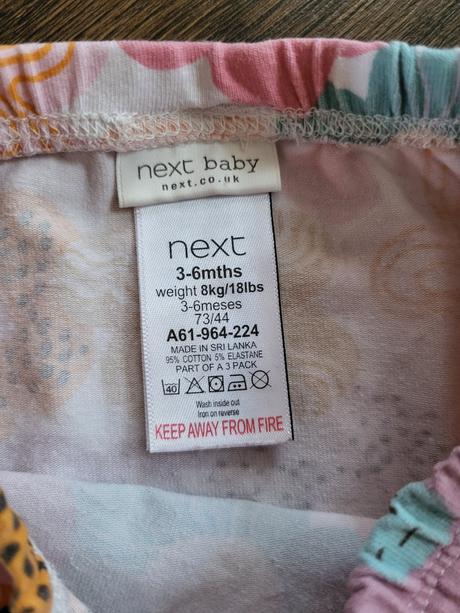 next baby
next.co.uk
next
3-6mths
weight 8kg/18lbs
3-6meses
73/44
A61-964-224
MADE IN SRI LANKA
95% COTTON 5% ELASTANE
PART OF A 3 PACK
40
Wash inside out
Iron on reverse
KEEP AWAY FROM FIRE